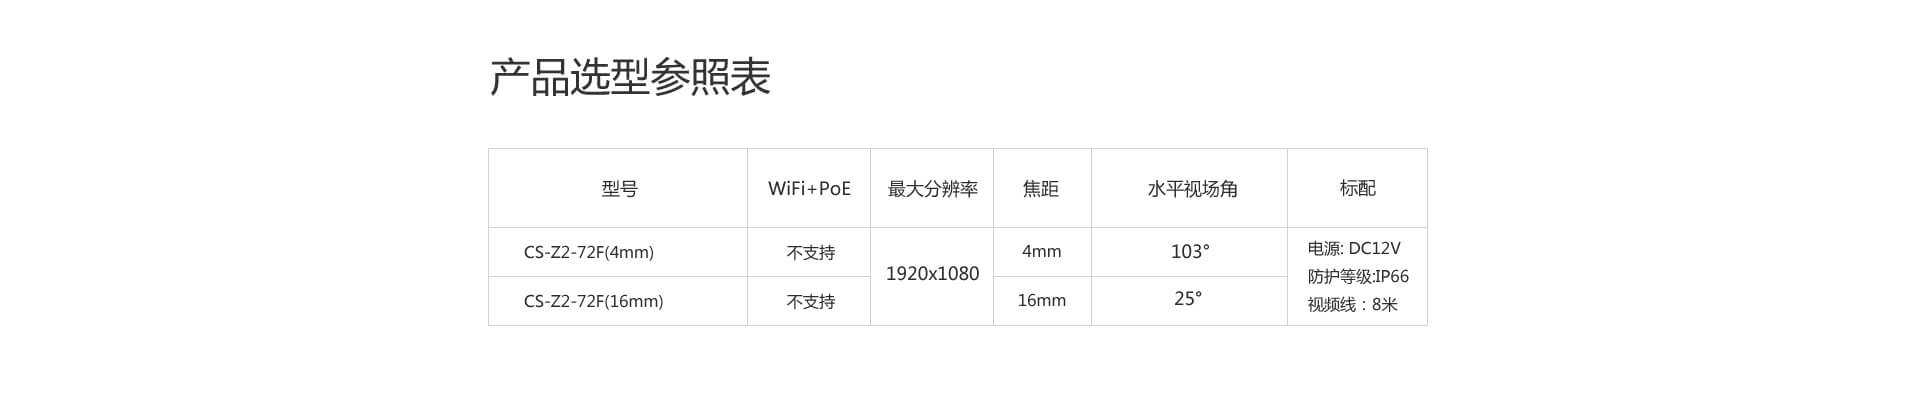 产品选型参照表
型号 WiFi+PoE 最大分辨率 焦距 水平视场角 标配
CS-Z2-72F(4mm) 不支持 1920x1080 4mm 103° 电源: DC12V
防护等级:IP66
视频线：8米
CS-Z2-72F(16mm) 不支持 16mm 25°